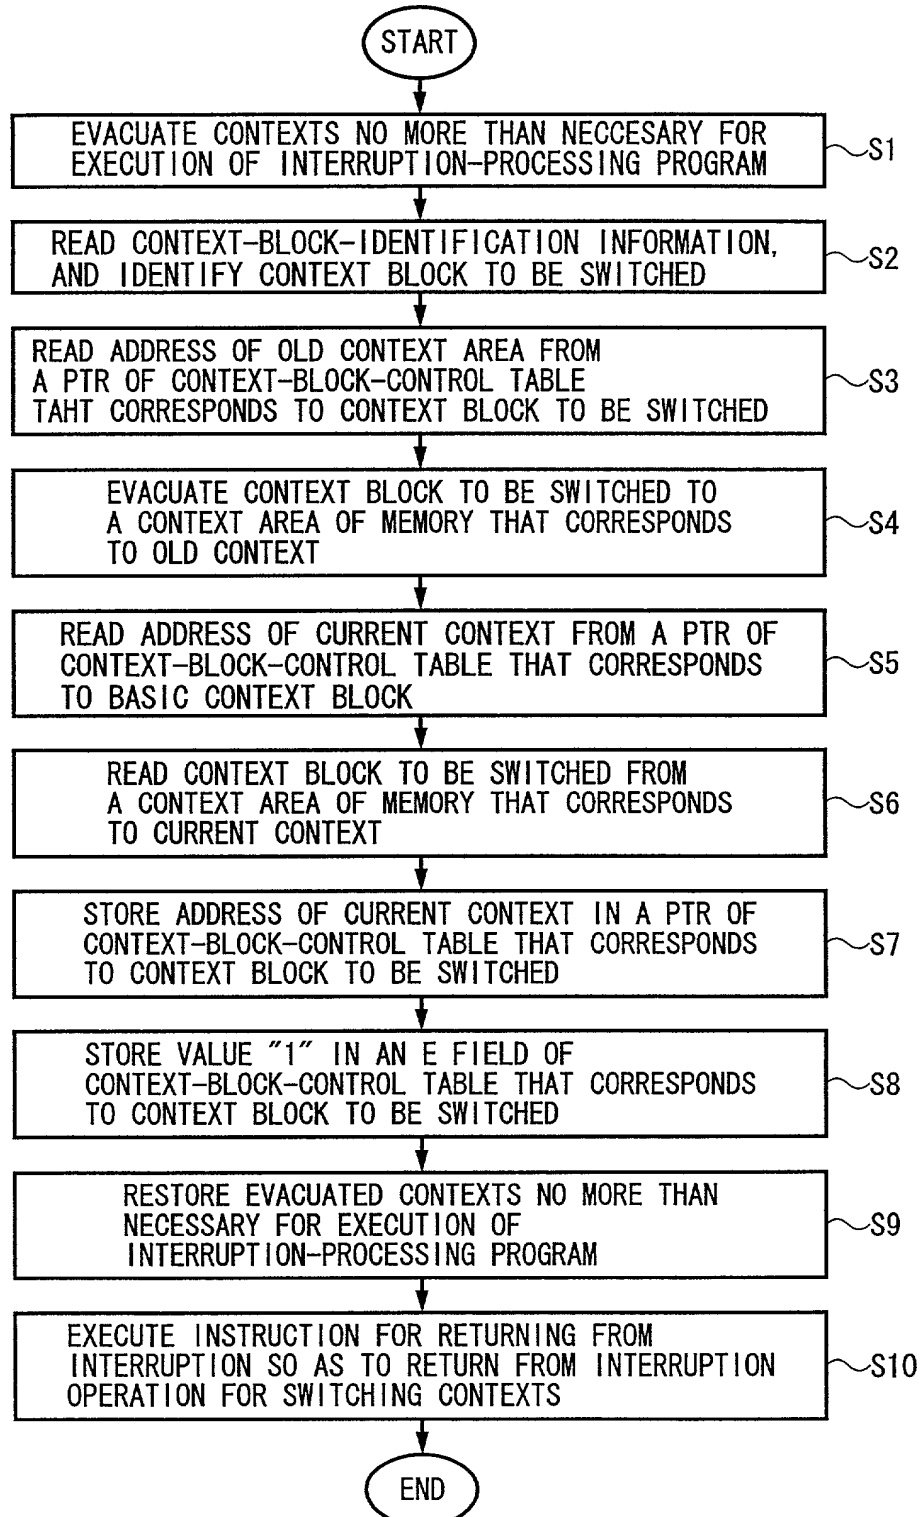 START
EVACUATE CONTEXTS NO MORE THAN NECCESARY FOR
EXECUTION OF INTERRUPTION-PROCESSING PROGRAM
S1
READ CONTEXT-BLOCK-IDENTIFICATION INFORMATION,
AND IDENTIFY CONTEXT BLOCK TO BE SWITCHED
S2
READ ADDRESS OF OLD CONTEXT AREA FROM
A PTR OF CONTEXT-BLOCK-CONTROL TABLE
TAHT CORRESPONDS TO CONTEXT BLOCK TO BE SWITCHED
S3
EVACUATE CONTEXT BLOCK TO BE SWITCHED TO
A CONTEXT AREA OF MEMORY THAT CORRESPONDS
TO OLD CONTEXT
S4
READ ADDRESS OF CURRENT CONTEXT FROM A PTR OF
CONTEXT-BLOCK-CONTROL TABLE THAT CORRESPONDS
TO BASIC CONTEXT BLOCK
S5
READ CONTEXT BLOCK TO BE SWITCHED FROM
A CONTEXT AREA OF MEMORY THAT CORRESPONDS
TO CURRENT CONTEXT
S6
STORE ADDRESS OF CURRENT CONTEXT IN A PTR OF
CONTEXT-BLOCK-CONTROL TABLE THAT CORRESPONDS
TO CONTEXT BLOCK TO BE SWITCHED
S7
STORE VALUE "1" IN AN E FIELD OF
CONTEXT-BLOCK-CONTROL TABLE THAT CORRESPONDS
TO CONTEXT BLOCK TO BE SWITCHED
S8
RESTORE EVACUATED CONTEXTS NO MORE THAN
NECESSARY FOR EXECUTION OF
INTERRUPTION-PROCESSING PROGRAM
S9
EXECUTE INSTRUCTION FOR RETURNING FROM
INTERRUPTION SO AS TO RETURN FROM INTERRUPTION
OPERATION FOR SWITCHING CONTEXTS
S10
END